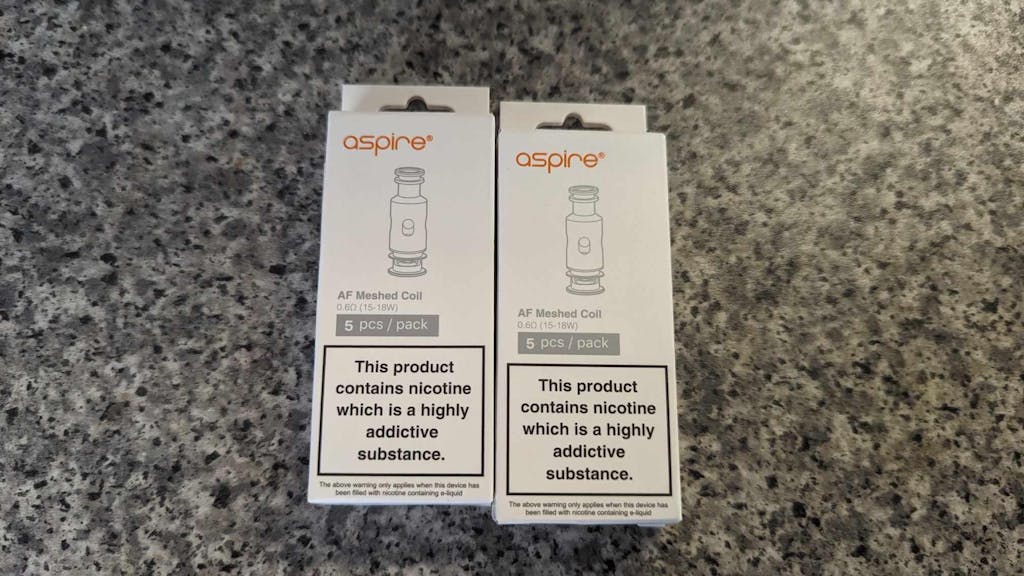 aspire®
AF Meshed Coil
0.6Ω (15-18W)
5 pcs / pack
This product
contains nicotine
which is a highly
addictive
substance.
The above warning only applies when this device has
been filled with nicotine containing e-liquid
aspire®
AF Meshed Coil
0.6Ω (15-18W)
5 pcs / pack
This product
contains nicotine
which is a highly
addictive
substance.
The above warning only applies when this device has
been filled with nicotine containing e-liquid